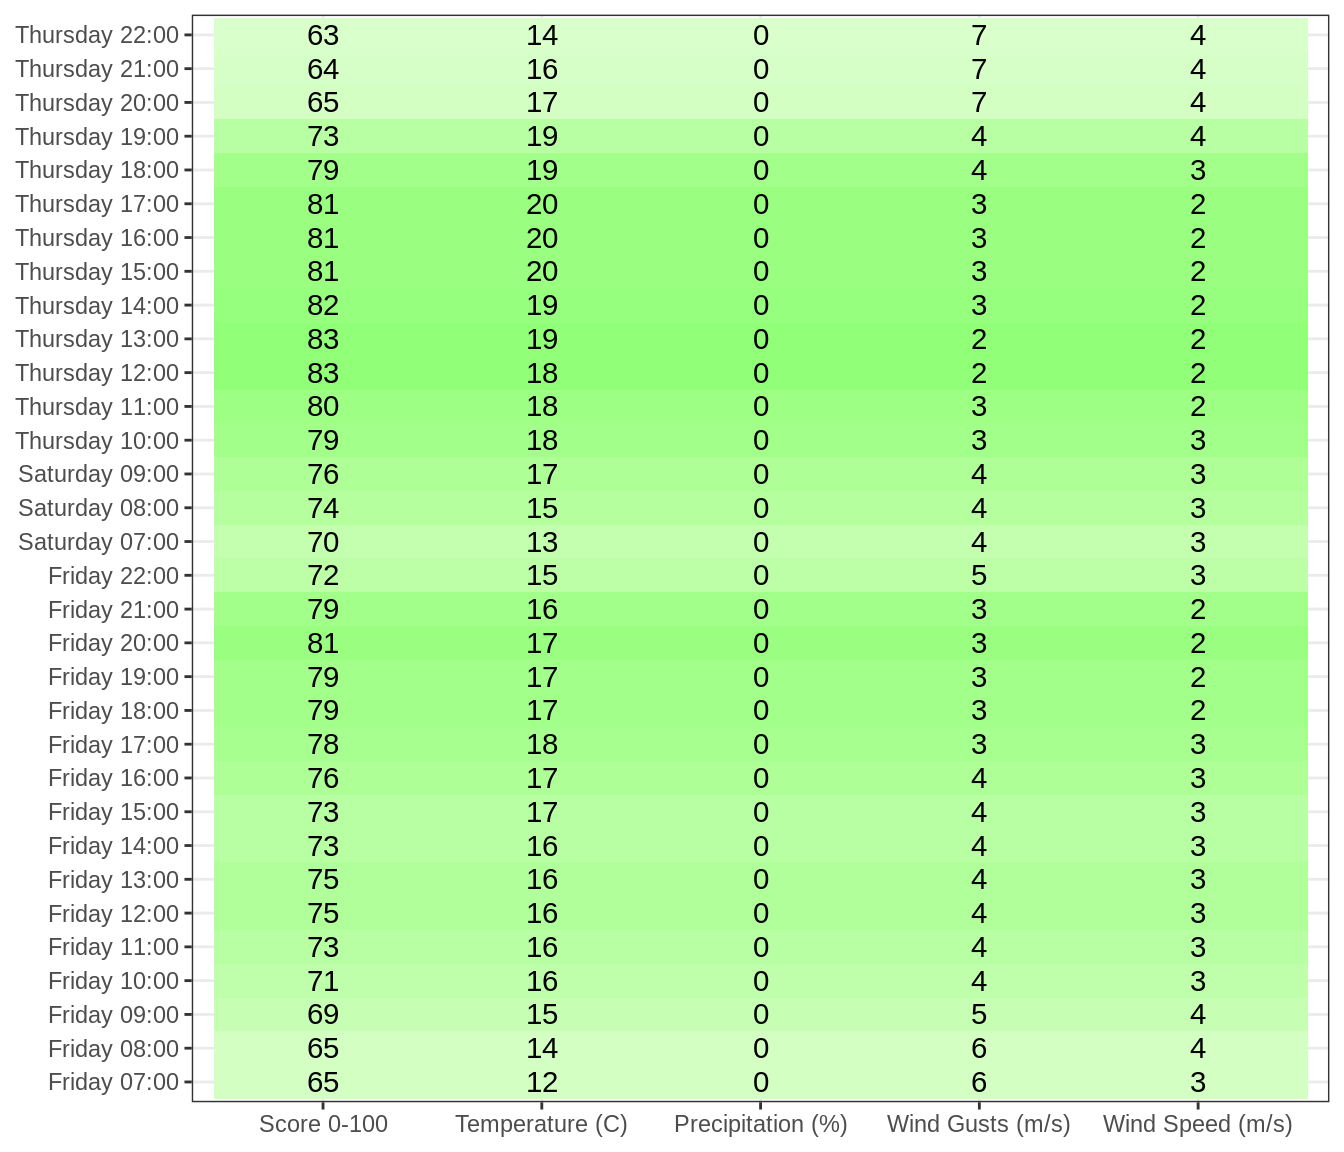 Thursday 22:00 63 14 0 7 4
Thursday 21:00 64 16 0 7 4
Thursday 20:00 65 17 0 7 4
Thursday 19:00 73 19 0 4 4
Thursday 18:00 79 19 0 4 3
Thursday 17:00 81 20 0 3 2
Thursday 16:00 81 20 0 3 2
Thursday 15:00 81 20 0 3 2
Thursday 14:00 82 19 0 3 2
Thursday 13:00 83 19 0 2 2
Thursday 12:00 83 18 0 2 2
Thursday 11:00 80 18 0 3 2
Thursday 10:00 79 18 0 3 3
Saturday 09:00 76 17 0 4 3
Saturday 08:00 74 15 0 4 3
Saturday 07:00 70 13 0 4 3
Friday 22:00 72 15 0 5 3
Friday 21:00 79 16 0 3 2
Friday 20:00 81 17 0 3 2
Friday 19:00 79 17 0 3 2
Friday 18:00 79 17 0 3 2
Friday 17:00 78 18 0 3 3
Friday 16:00 76 17 0 4 3
Friday 15:00 73 17 0 4 3
Friday 14:00 73 16 0 4 3
Friday 13:00 75 16 0 4 3
Friday 12:00 75 16 0 4 3
Friday 11:00 73 16 0 4 3
Friday 10:00 71 16 0 4 3
Friday 09:00 69 15 0 5 4
Friday 08:00 65 14 0 6 4
Friday 07:00 65 12 0 6 3
Score 0-100 Temperature (C) Precipitation (%) Wind Gusts (m/s) Wind Speed (m/s)